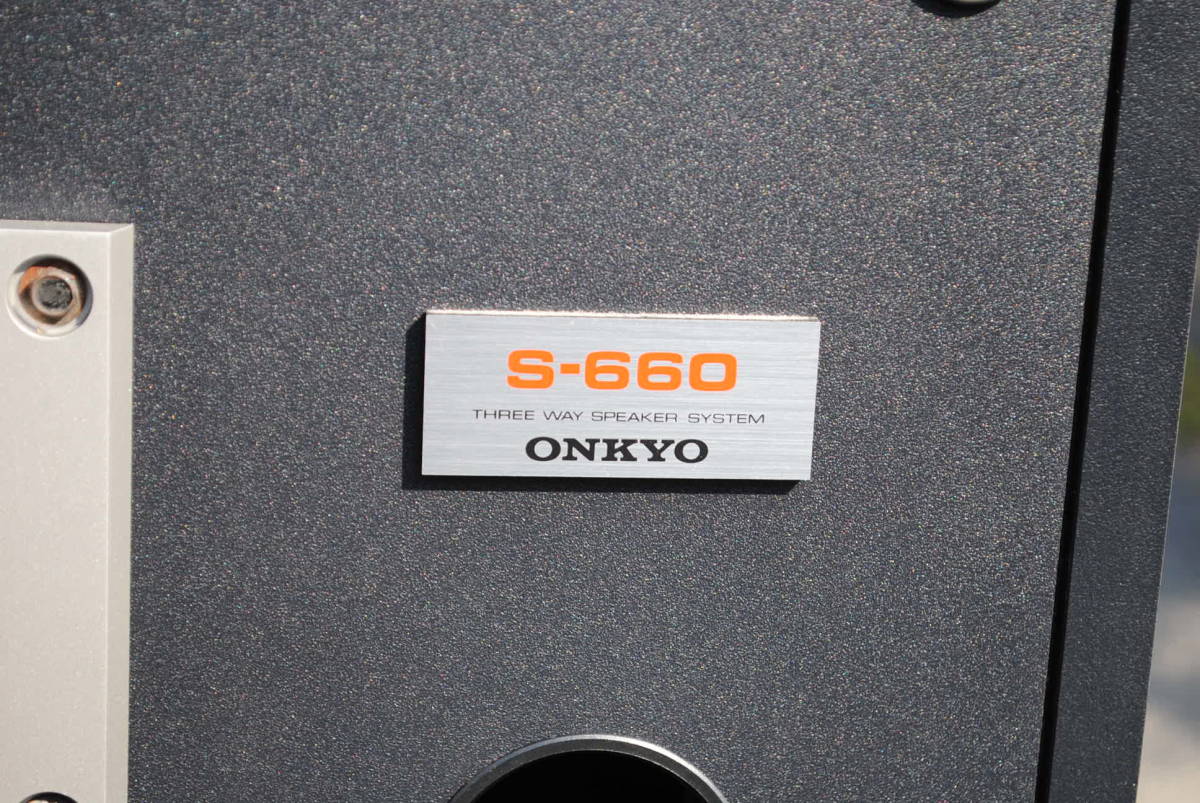 S-660
THREE WAY SPEAKER SYSTEM
ONKYO